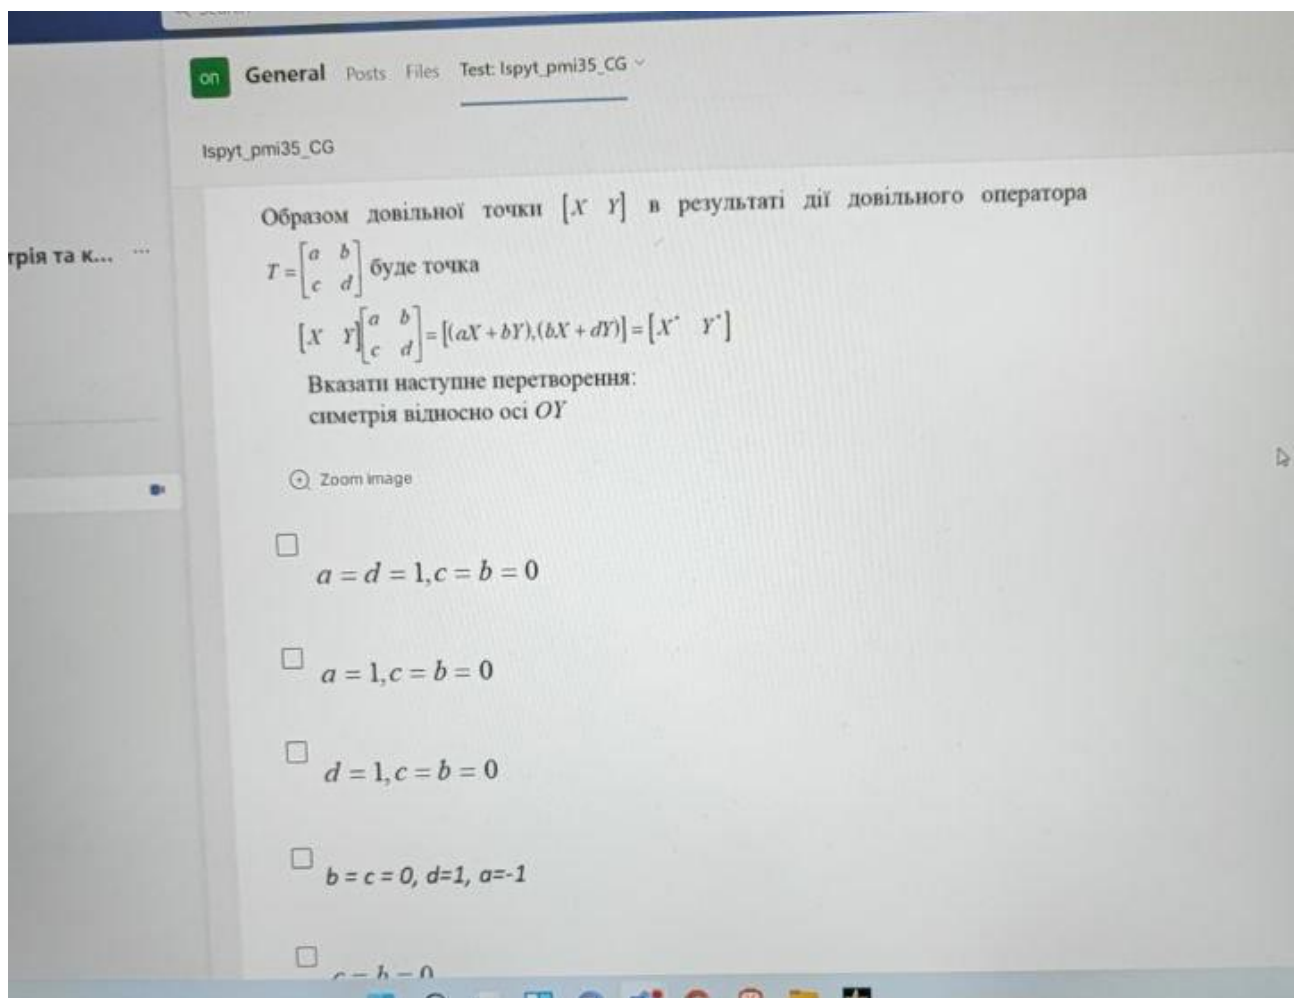 on General Posts Files Test: Ispyt_pmi35_CG
Ispyt_pmi35_CG
трія та к... ...
Образом довільної точки [X Y] в результаті дії довільного оператора
T = [a b; c d] буде точка
[X Y][a b; c d] = [(aX + bY),(bX + dY)] = [X* Y*]
Вказати наступне перетворення:
симетрія відносно осі OY
Zoom image
a = d = 1, c = b = 0
a = 1, c = b = 0
d = 1, c = b = 0
b = c = 0, d=1, a=-1
c = b = 0